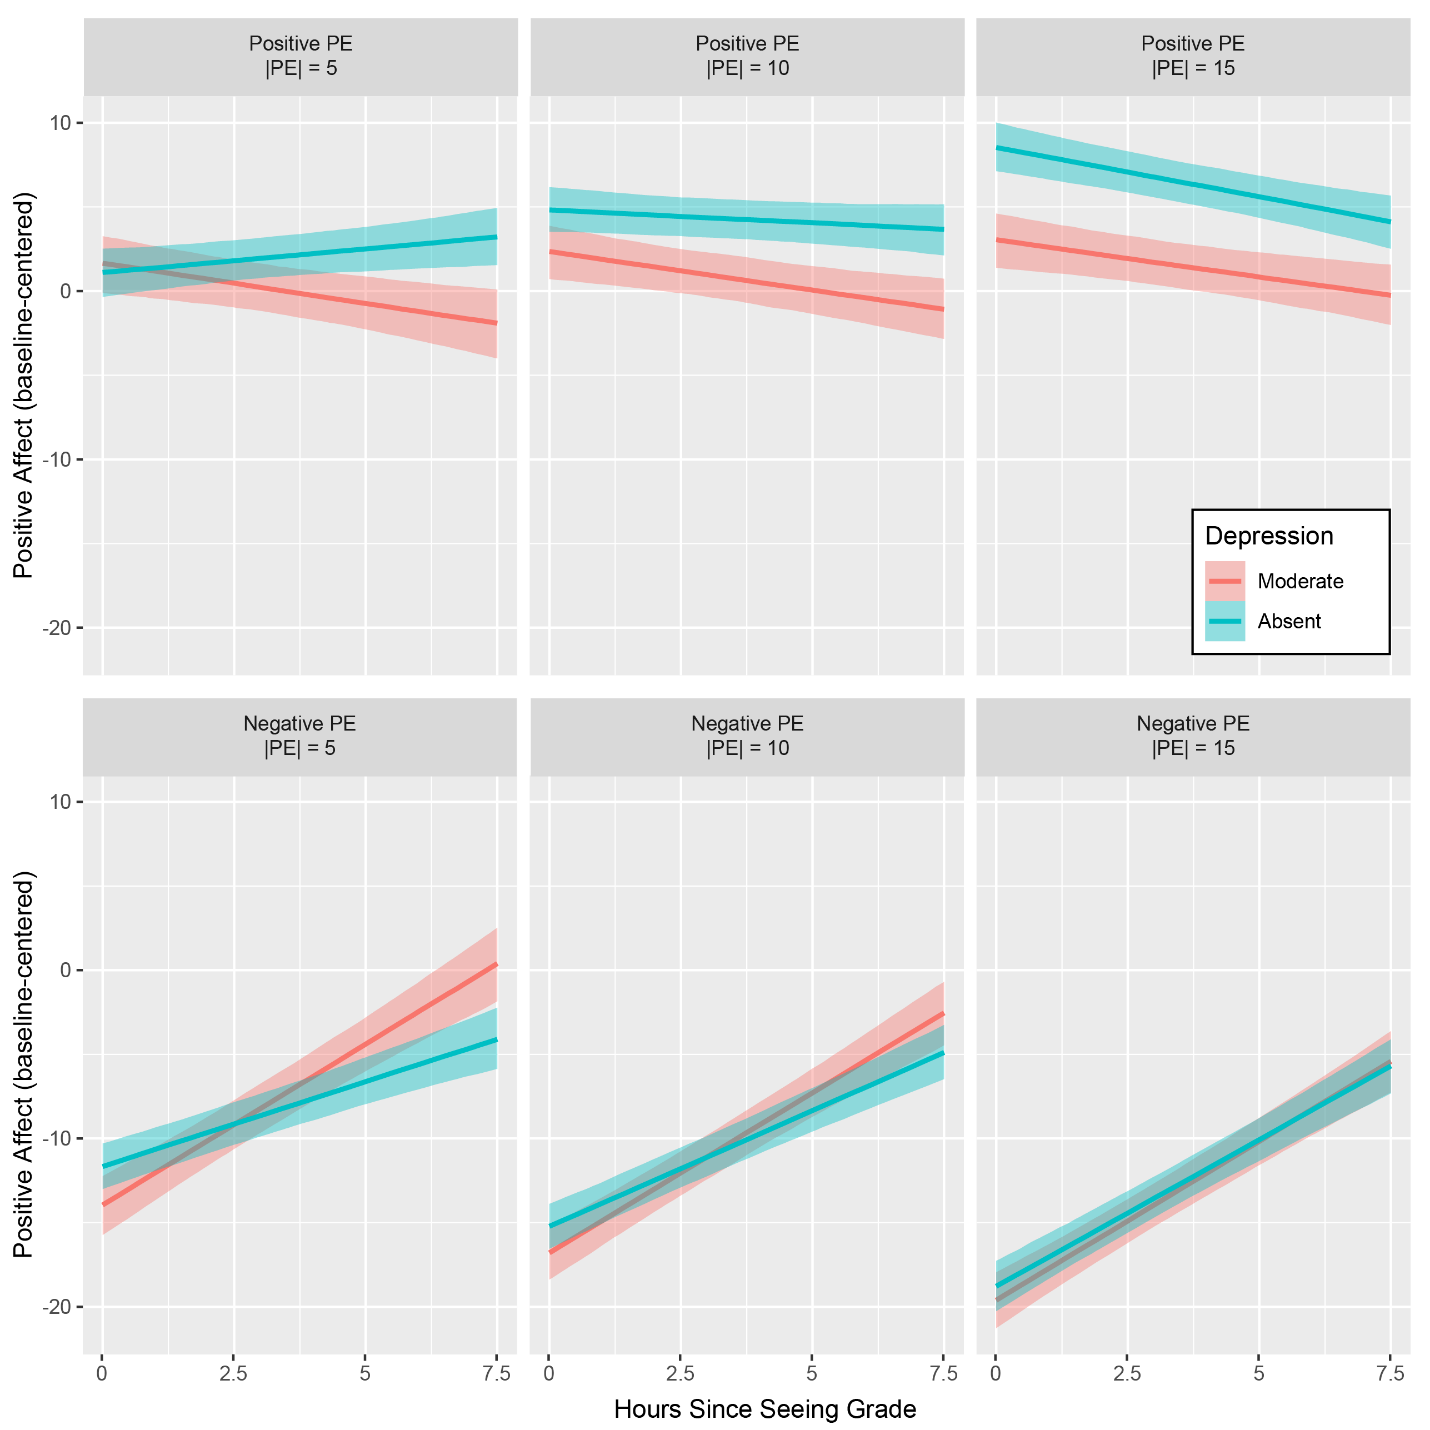 Positive PE
|PE| = 5
Positive PE
|PE| = 10
Positive PE
|PE| = 15
Positive Affect (baseline-centered)
10
0
-10
-20
Depression
Moderate
Absent
Negative PE
|PE| = 5
Negative PE
|PE| = 10
Negative PE
|PE| = 15
Positive Affect (baseline-centered)
10
0
-10
-20
0 2.5 5 7.5
0 2.5 5 7.5
0 2.5 5 7.5
Hours Since Seeing Grade